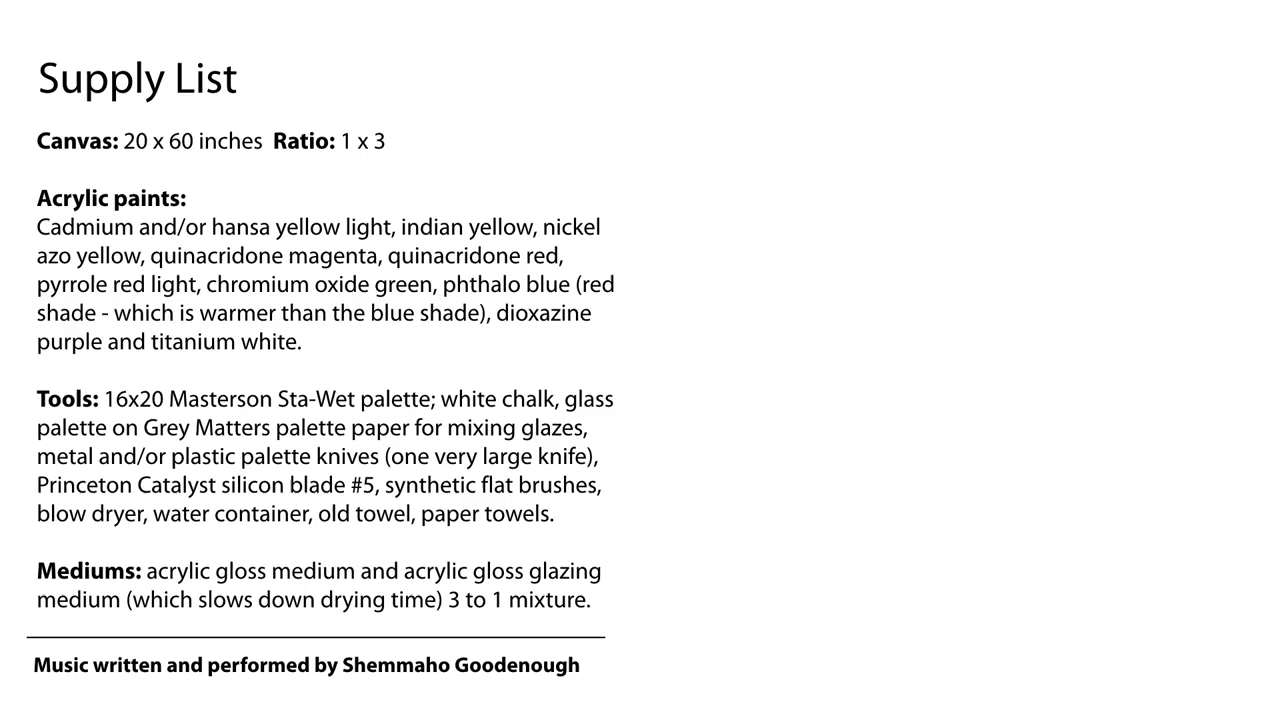 Supply List
Canvas: 20 x 60 inches  Ratio: 1 x 3
Acrylic paints:
Cadmium and/or hansa yellow light, indian yellow, nickel
azo yellow, quinacridone magenta, quinacridone red,
pyrrole red light, chromium oxide green, phthalo blue (red
shade - which is warmer than the blue shade), dioxazine
purple and titanium white.
Tools: 16x20 Masterson Sta-Wet palette; white chalk, glass
palette on Grey Matters palette paper for mixing glazes,
metal and/or plastic palette knives (one very large knife),
Princeton Catalyst silicon blade #5, synthetic flat brushes,
blow dryer, water container, old towel, paper towels.
Mediums: acrylic gloss medium and acrylic gloss glazing
medium (which slows down drying time) 3 to 1 mixture.
Music written and performed by Shemmaho Goodenough